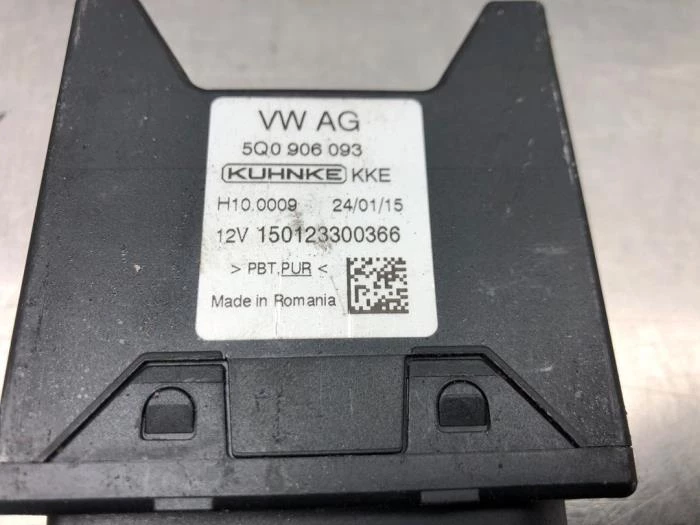 VW AG
5Q0 906 093
KUHNKE KKE
H10.0009 24/01/15
12V 150123300366
> PBT,PUR <
Made in Romania